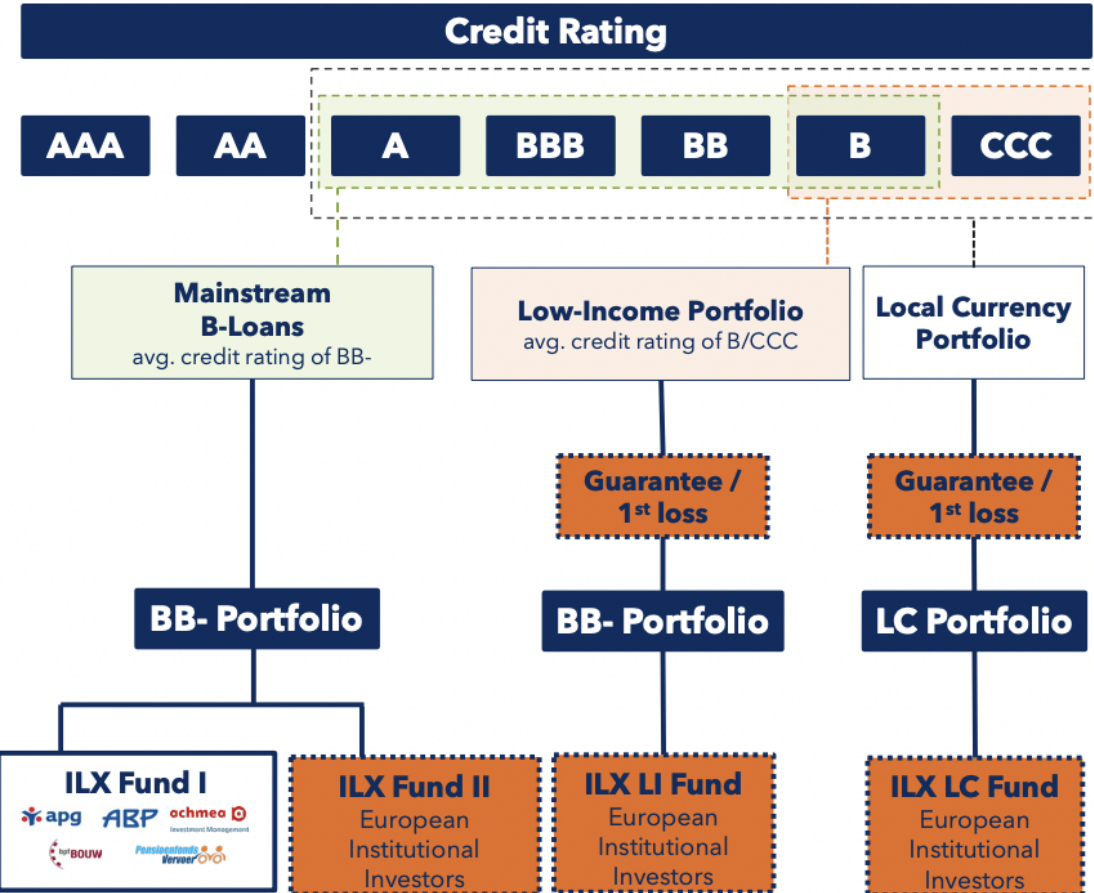 Credit Rating
AAA
AA
A
BBB
BB
B
CCC
Mainstream
B-Loans
avg. credit rating of BB-
Low-Income Portfolio
avg. credit rating of B/CCC
Local Currency
Portfolio
Guarantee /
1st loss
Guarantee /
1st loss
BB- Portfolio
BB- Portfolio
LC Portfolio
ILX Fund I
apg
ABP
achmea
Investment Management
bpfBOUW
Pensioenfonds
Vervoer
ILX Fund II
European
Institutional
Investors
ILX LI Fund
European
Institutional
Investors
ILX LC Fund
European
Institutional
Investors